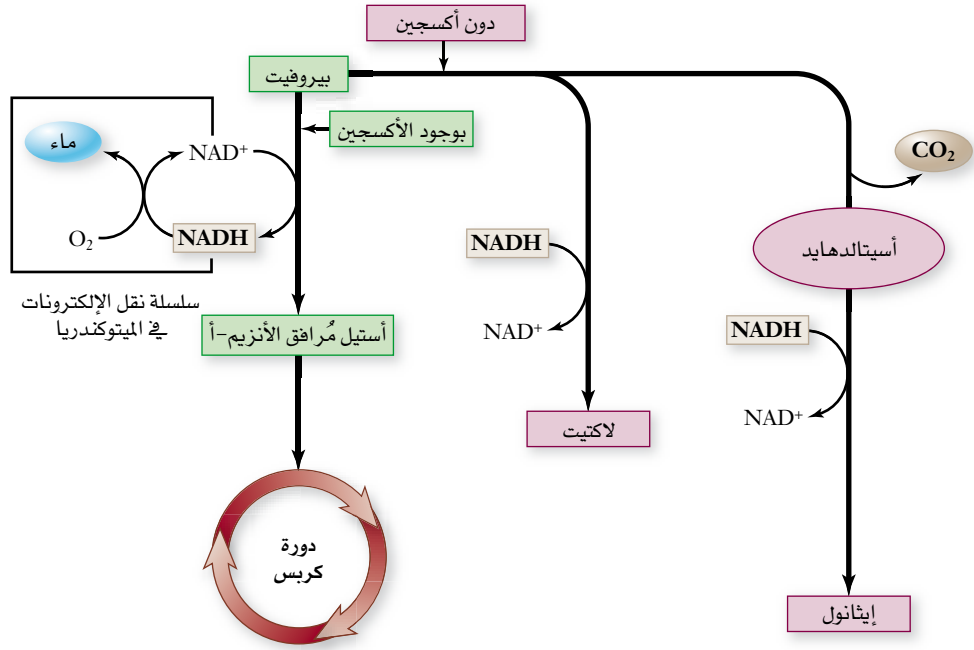 دون أكسجين
بيروفيت
بوجود الأكسجين
ماء
NAD⁺
O₂
NADH
سلسلة نقل الإلكترونات
في الميتوكندريا
أستيل مُرافق الأنزيم-أ
دورة
كربس
NADH
NAD⁺
لاكتيت
CO₂
أسيتالدهايد
NADH
NAD⁺
إيثانول